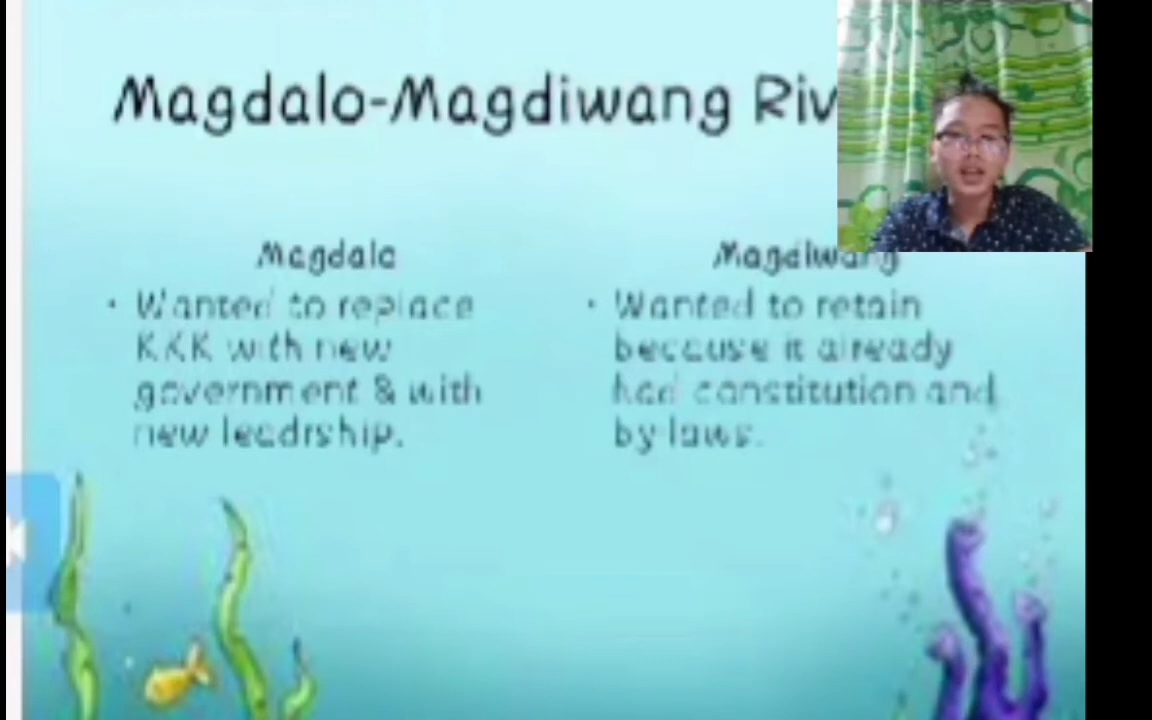 Magdalo-Magdiwang Riv
Magdalo
• Wanted to replace
KKK with new
government & with
new leadrship.
Magdiwang
• Wanted to retain
because it already
had constitution and
by laws.